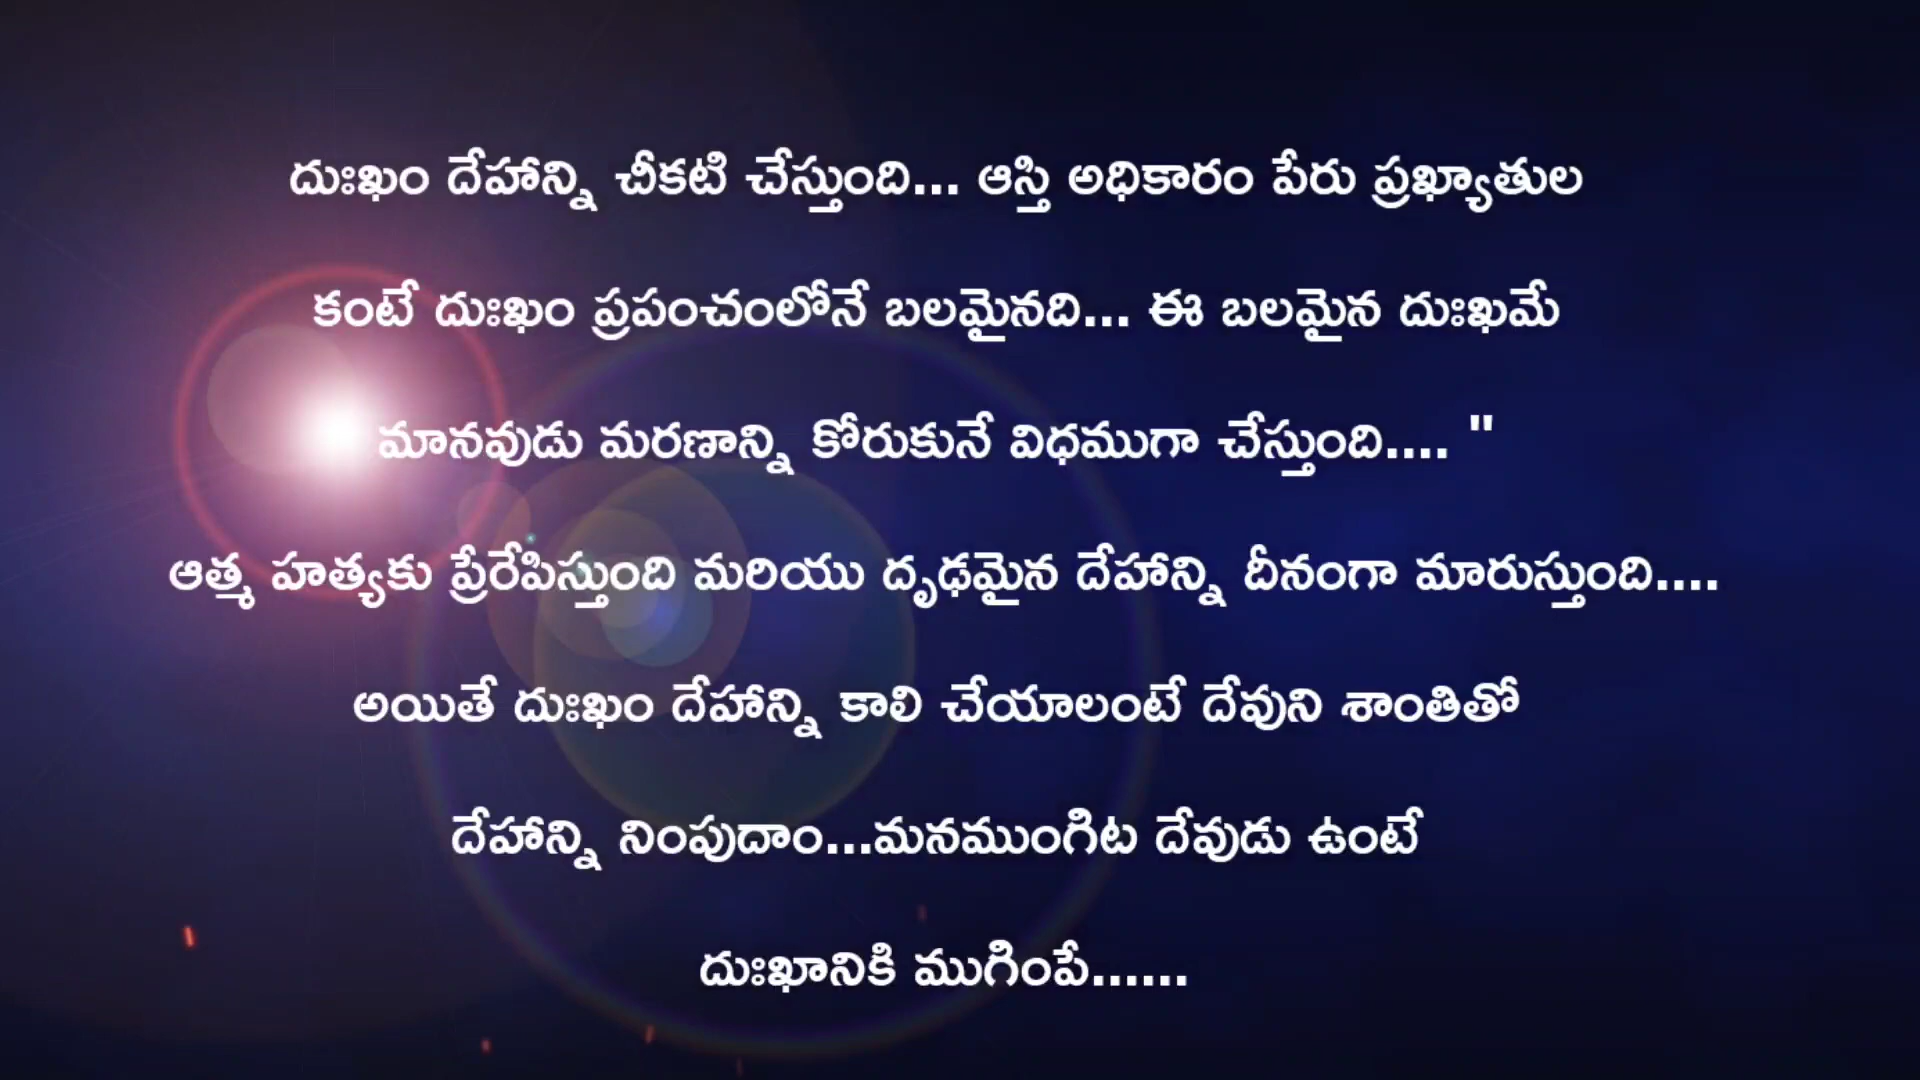 దుఃఖం దేహాన్ని చీకటి చేస్తుంది... ఆస్తి అధికారం పేరు ప్రఖ్యాతుల
కంటే దుఃఖం ప్రపంచంలోనే బలమైనది... ఈ బలమైన దుఃఖమే
మానవుడు మరణాన్ని కోరుకునే విధముగా చేస్తుంది.... "
ఆత్మ హత్యకు ప్రేరేపిస్తుంది మరియు దృఢమైన దేహాన్ని దీనంగా మారుస్తుంది....
అయితే దుఃఖం దేహాన్ని కాలి చేయాలంటే దేవుని శాంతితో
దేహాన్ని నింపుదాం...మనముంగిట దేవుడు ఉంటే
దుఃఖానికి ముగింపే......